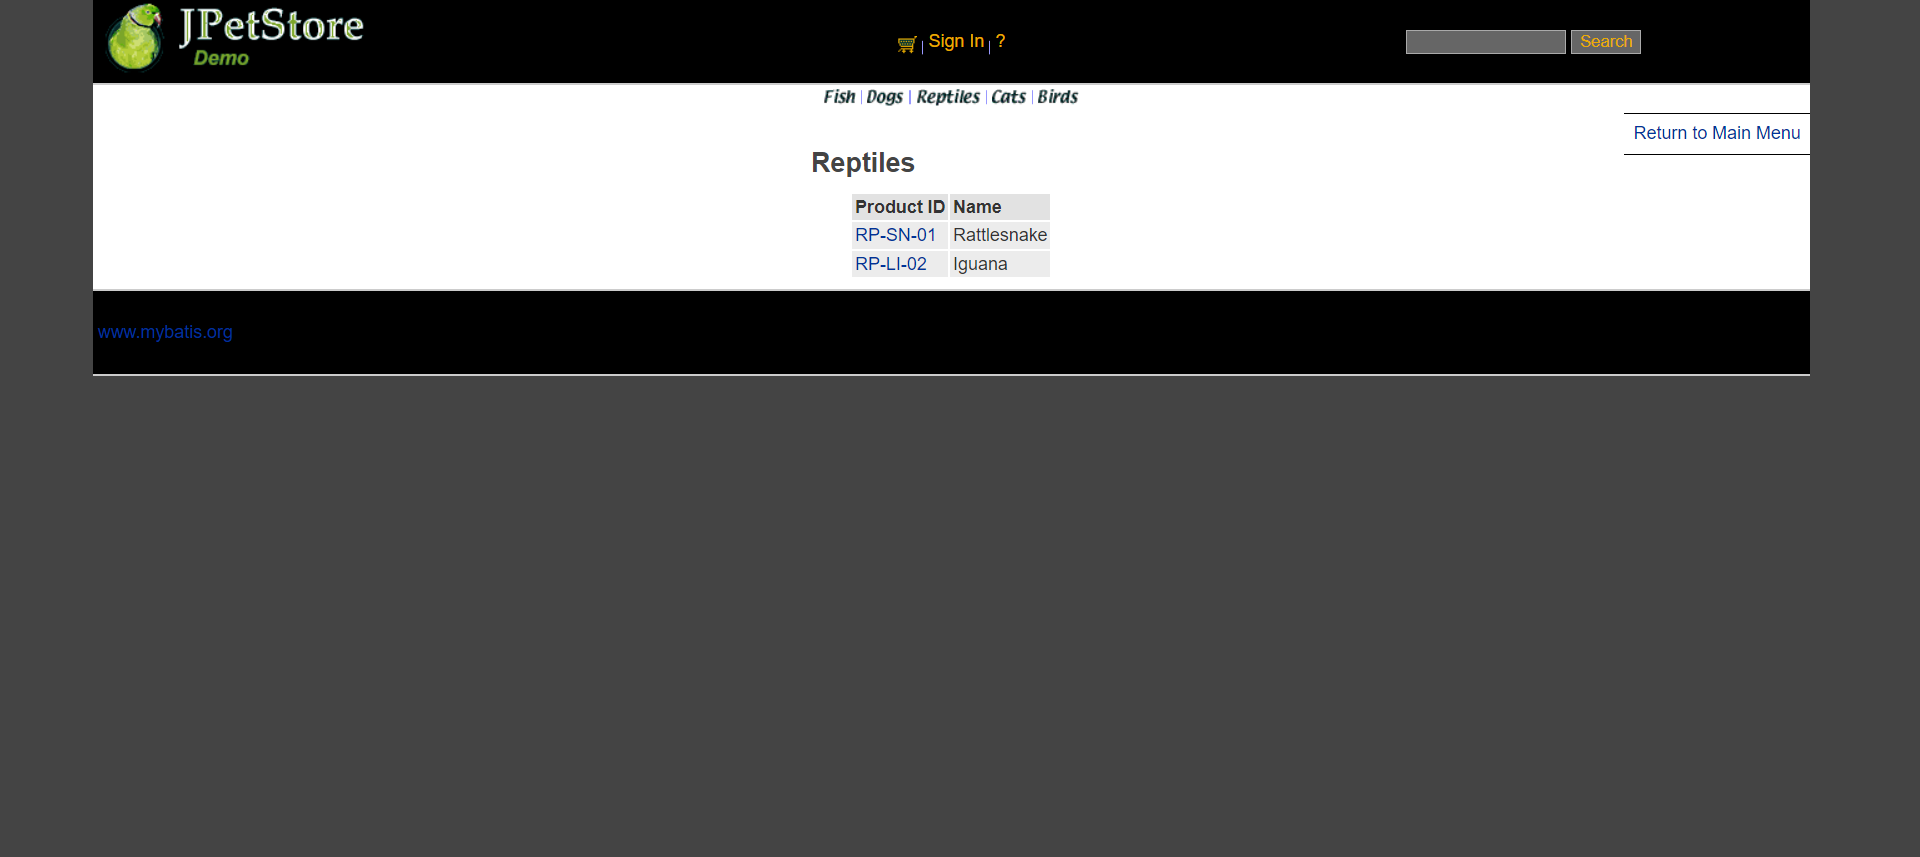 JPetStore
Demo
Sign In ?
Search
Fish Dogs Reptiles Cats Birds
Return to Main Menu
Reptiles
Product ID Name
RP-SN-01 Rattlesnake
RP-LI-02 Iguana
www.mybatis.org